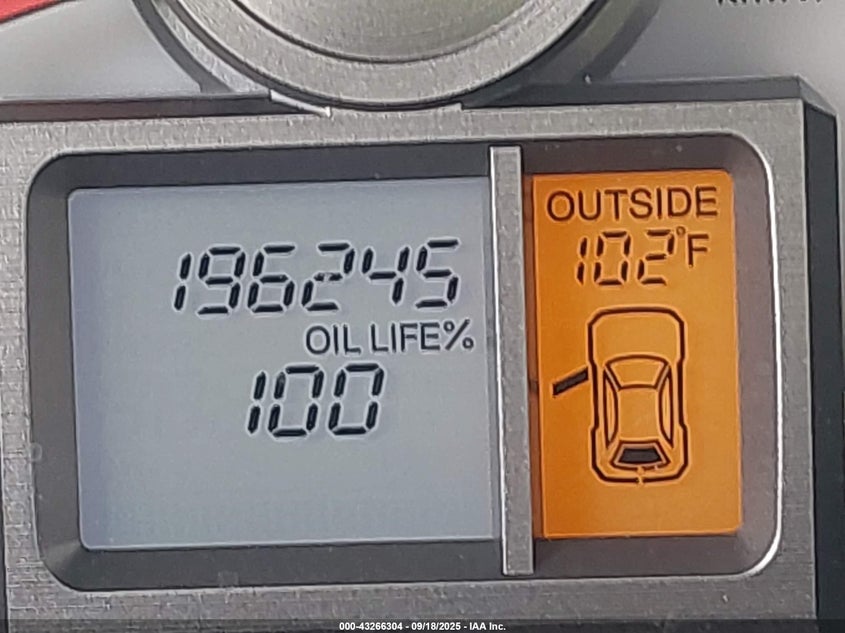 196245
OIL LIFE%
100
OUTSIDE
102°F
000-43266304 - 09/18/2025 - IAA Inc.